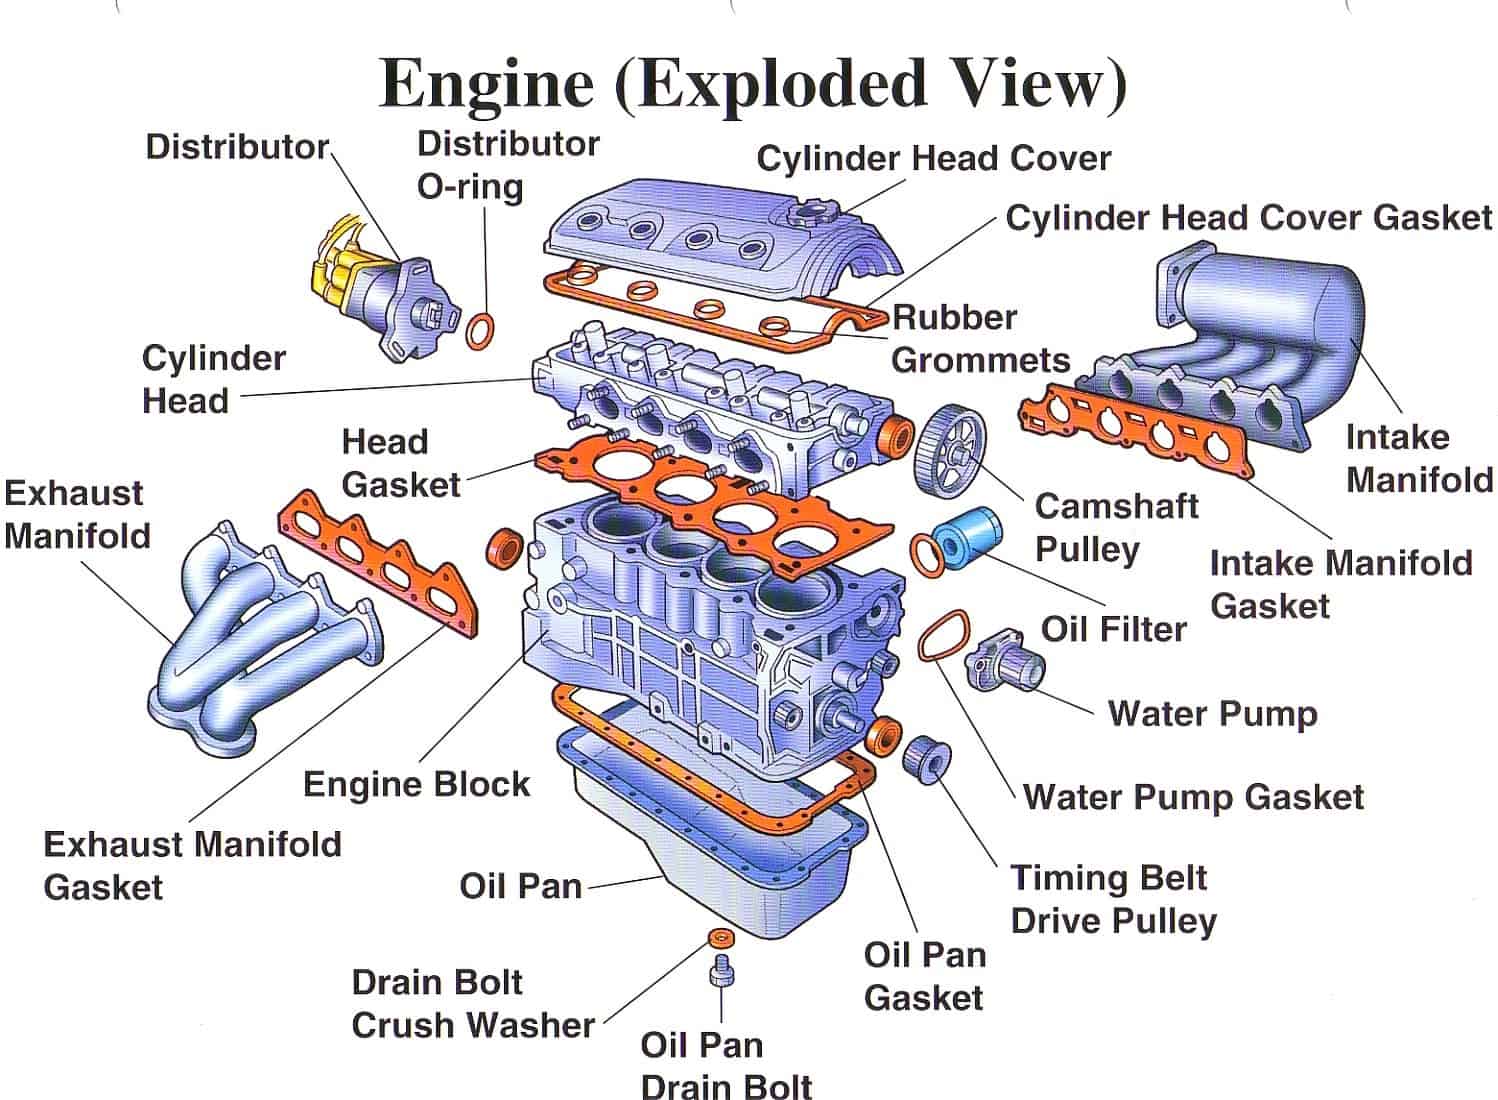 Engine (Exploded View)
Distributor
Distributor
O-ring
Cylinder Head Cover
Cylinder Head Cover Gasket
Rubber
Grommets
Cylinder
Head
Head
Gasket
Intake
Manifold
Exhaust
Manifold
Camshaft
Pulley
Intake Manifold
Gasket
Oil Filter
Water Pump
Engine Block
Water Pump Gasket
Exhaust Manifold
Gasket
Oil Pan
Timing Belt
Drive Pulley
Oil Pan
Gasket
Drain Bolt
Crush Washer
Oil Pan
Drain Bolt